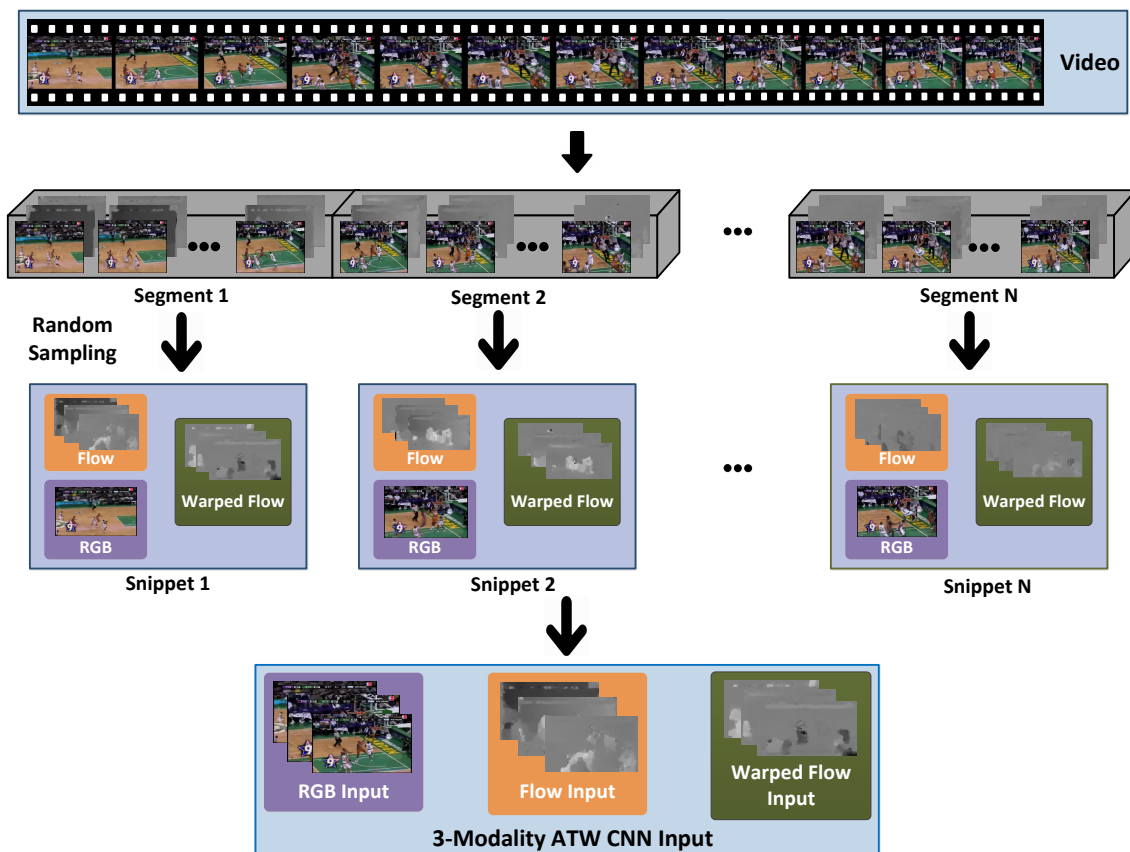 Video
Segment 1
Segment 2
Segment N
Random
Sampling
Flow
Warped Flow
RGB
Snippet 1
Flow
Warped Flow
RGB
Snippet 2
Flow
Warped Flow
RGB
Snippet N
RGB Input
Flow Input
Warped Flow
Input
3-Modality ATW CNN Input